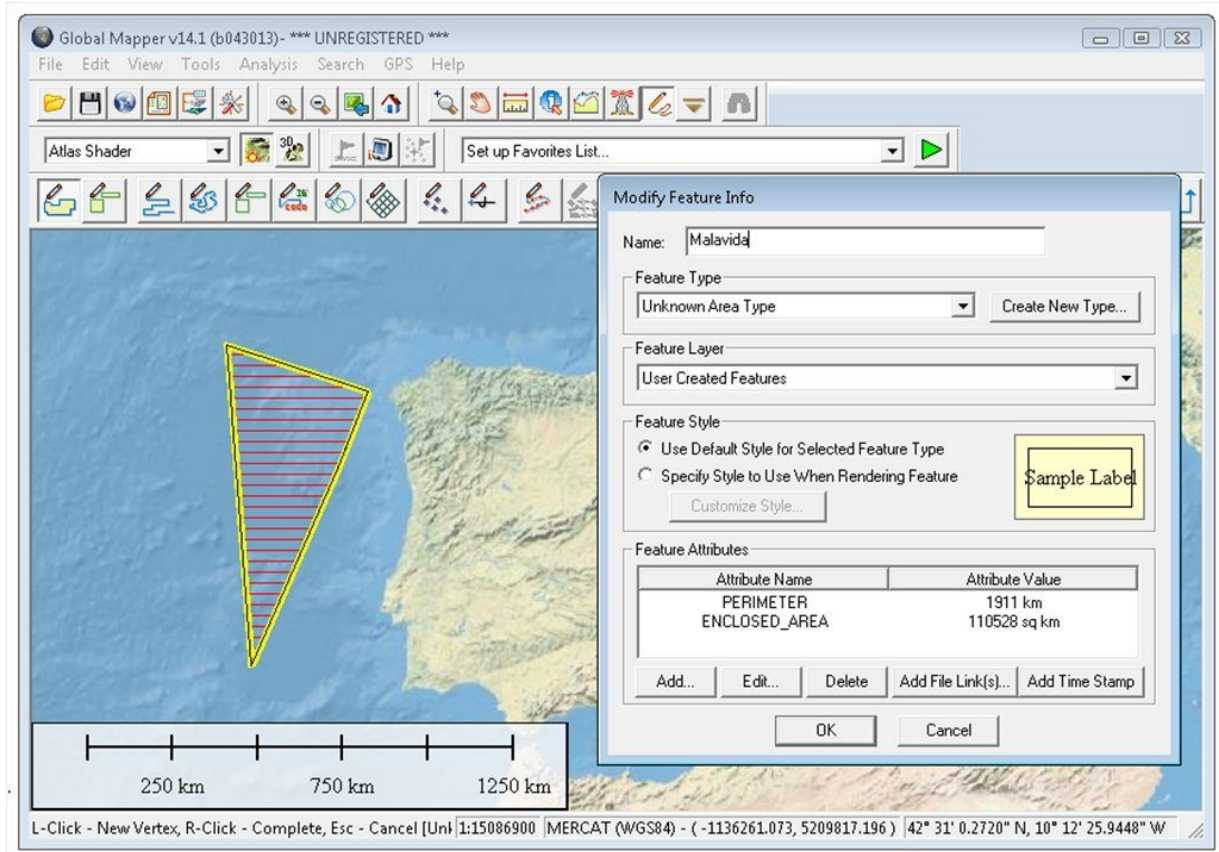 Global Mapper v14.1 (b043013)- *** UNREGISTERED ***
File Edit View Tools Analysis Search GPS Help
Atlas Shader
3D
Set up Favorites List...
Modify Feature Info
Name: Malavida
Feature Type
Unknown Area Type
Create New Type...
Feature Layer
User Created Features
Feature Style
Use Default Style for Selected Feature Type
Specify Style to Use When Rendering Feature
Customize Style...
Sample Label
Feature Attributes
Attribute Name Attribute Value
PERIMETER 1911 km
ENCLOSED_AREA 110528 sq km
Add... Edit... Delete Add File Link(s)... Add Time Stamp
OK Cancel
250 km 750 km 1250 km
L-Click - New Vertex, R-Click - Complete, Esc - Cancel [Unk 1:15086900 MERCAT (WGS84) - ( -1136261.073, 5209817.196 ) 42° 31' 0.2720" N, 10° 12' 25.9448" W